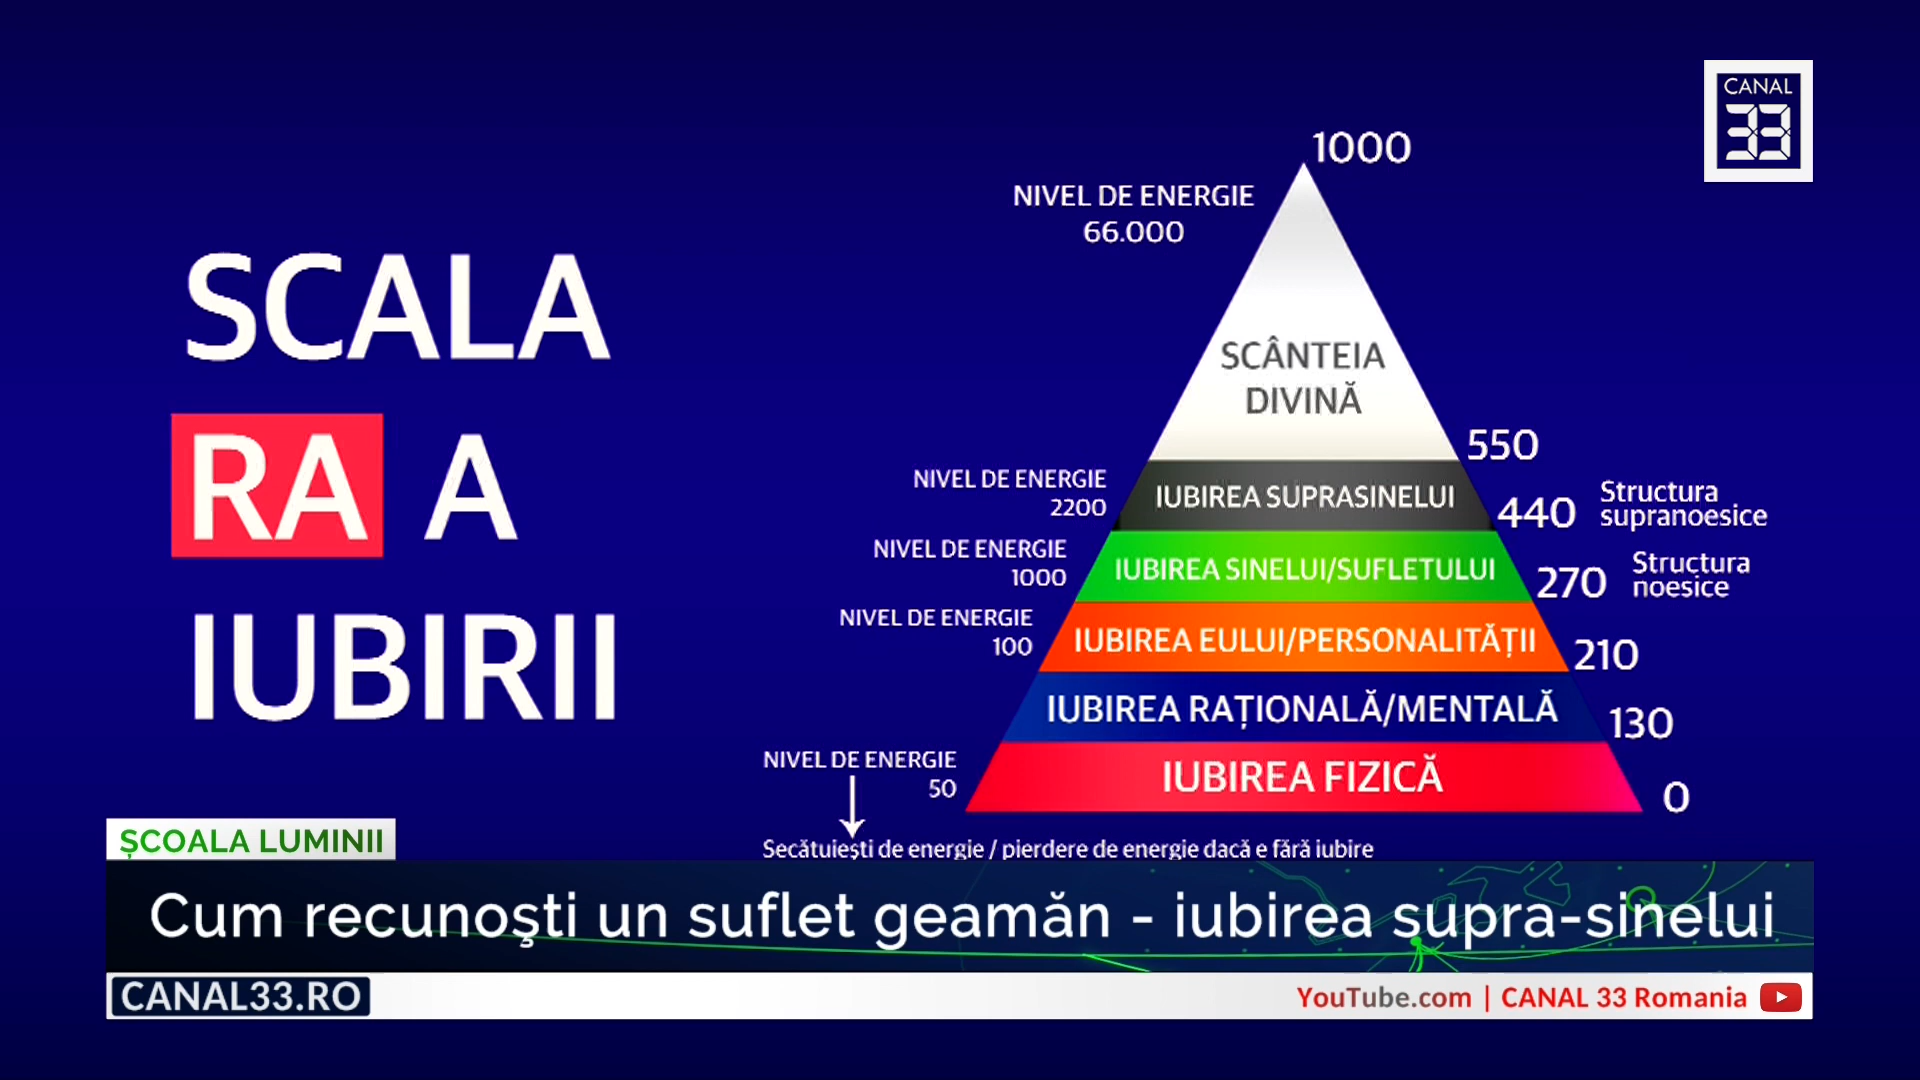 CANAL
33
SCALA
RA A
IUBIRII
1000
NIVEL DE ENERGIE
66.000
SCÂNTEIA
DIVINĂ
550
NIVEL DE ENERGIE
2200
IUBIREA SUPRASINELUI
440
Structura
supranoesice
NIVEL DE ENERGIE
1000
IUBIREA SINELUI/SUFLETULUI
270
Structura
noesice
NIVEL DE ENERGIE
100
IUBIREA EULUI/PERSONALITĂȚII
210
IUBIREA RAȚIONALĂ/MENTALĂ
130
NIVEL DE ENERGIE
50
IUBIREA FIZICĂ
0
Secătuiești de energie / pierdere de energie dacă e fără iubire
ȘCOALA LUMINII
Cum recunoşti un suflet geamăn - iubirea supra-sinelui
CANAL33.RO
YouTube.com | CANAL 33 Romania